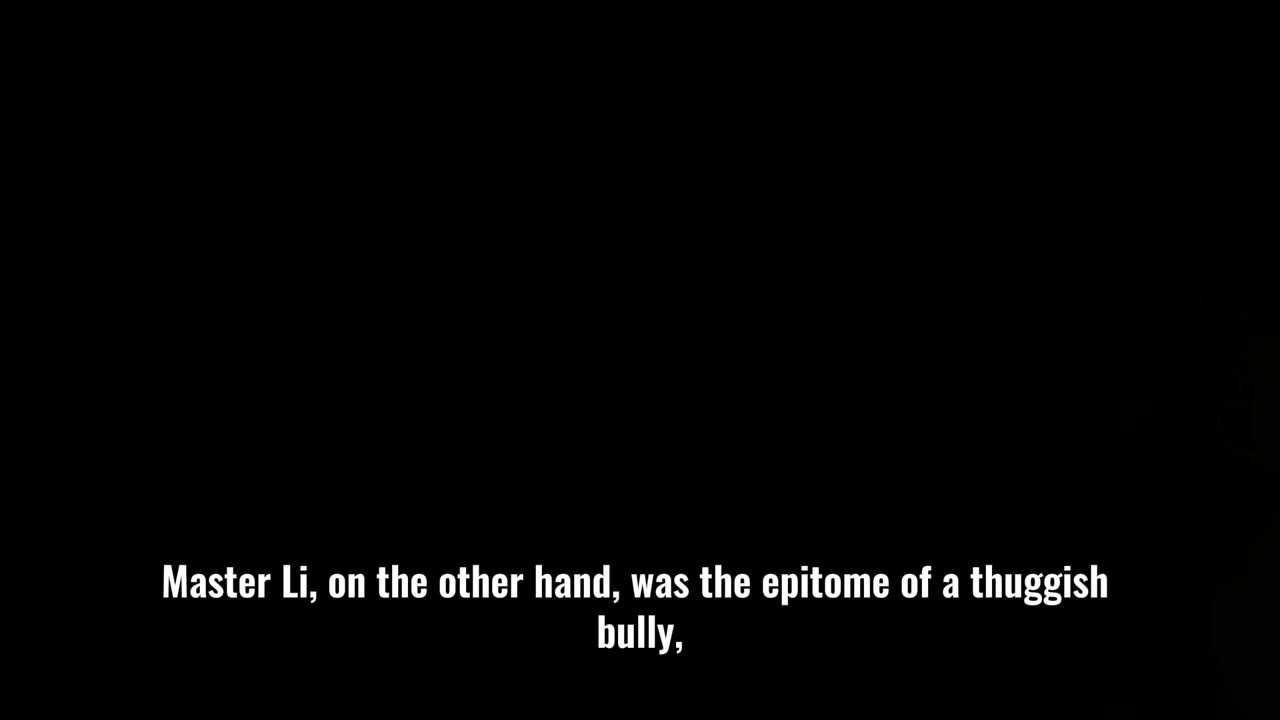 Master Li, on the other hand, was the epitome of a thuggish
bully,